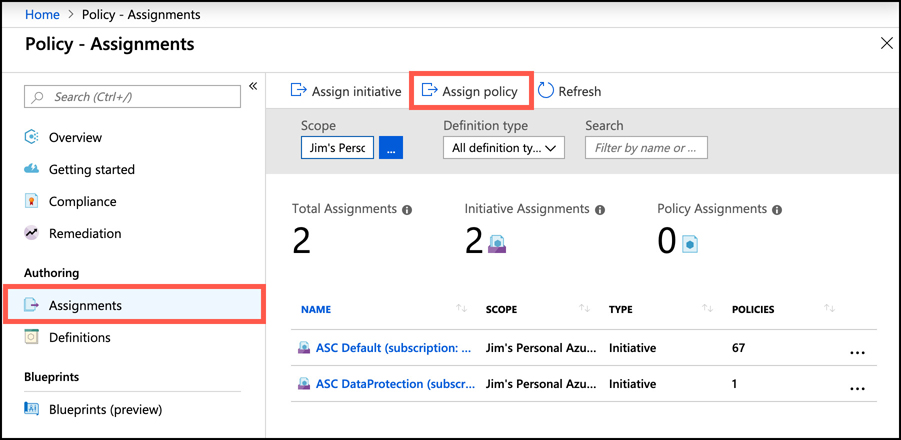 Home > Policy - Assignments
Policy - Assignments
Search (Ctrl+/)
Overview
Getting started
Compliance
Remediation
Authoring
Assignments
Definitions
Blueprints
Blueprints (preview)
Assign initiative Assign policy Refresh
Scope Definition type Search
Jim's Persc ... All definition ty... Filter by name or ...
Total Assignments Initiative Assignments Policy Assignments
2 2 0
NAME SCOPE TYPE POLICIES
ASC Default (subscription: ... Jim's Personal Azu... Initiative 67 ...
ASC DataProtection (subscr... Jim's Personal Azu... Initiative 1 ...